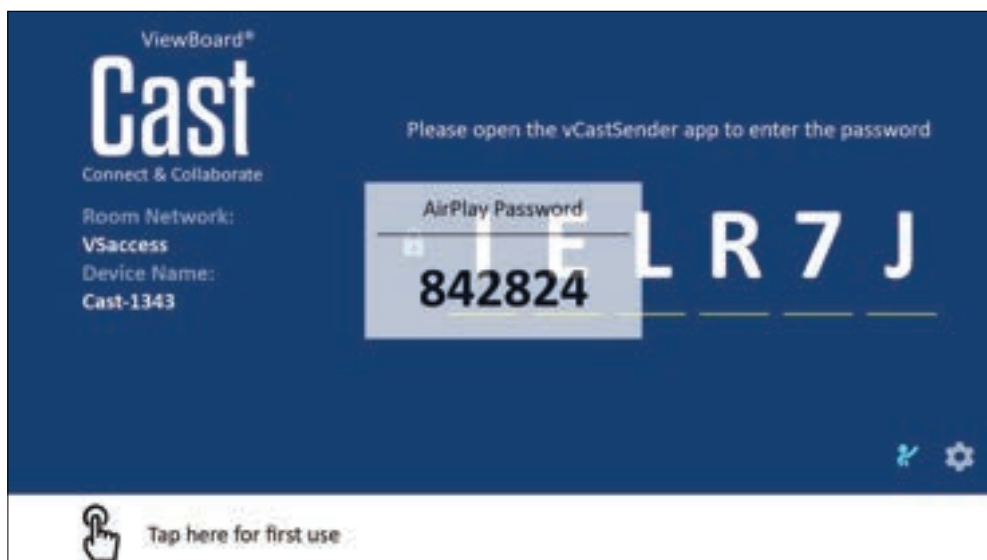 ViewBoard®
Cast
Connect & Collaborate
Room Network:
VSaccess
Device Name:
Cast-1343
Please open the vCastSender app to enter the password
AirPlay Password
842824
E L R 7 J
Tap here for first use